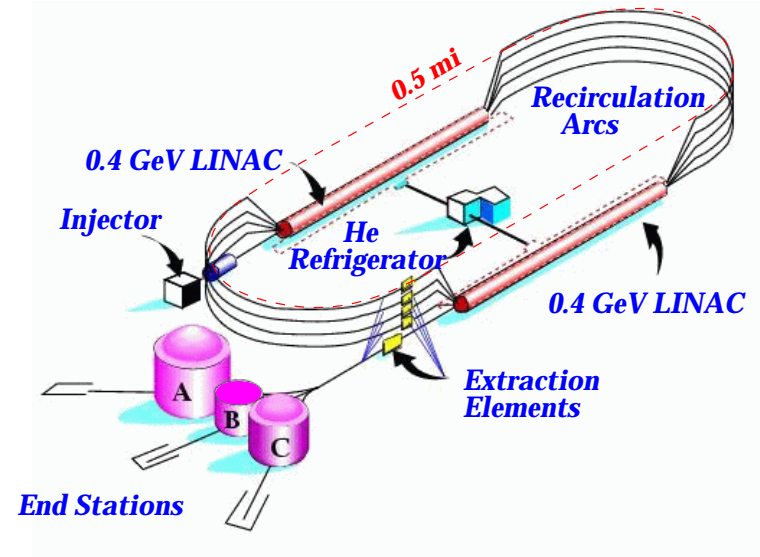 0.5 mi
Recirculation
Arcs
0.4 GeV LINAC
Injector
He
Refrigerator
0.4 GeV LINAC
Extraction
Elements
A
B
C
End Stations